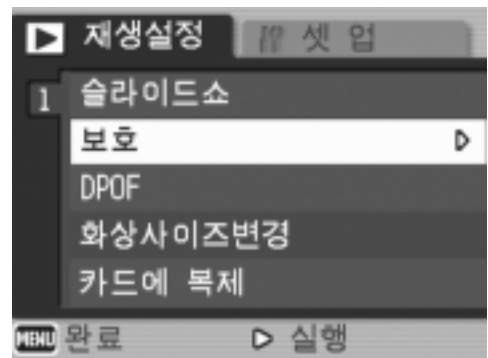 재생설정 셋 업
1 슬라이드쇼
보호
DPOF
화상사이즈변경
카드에 복제
MENU 완료 실행